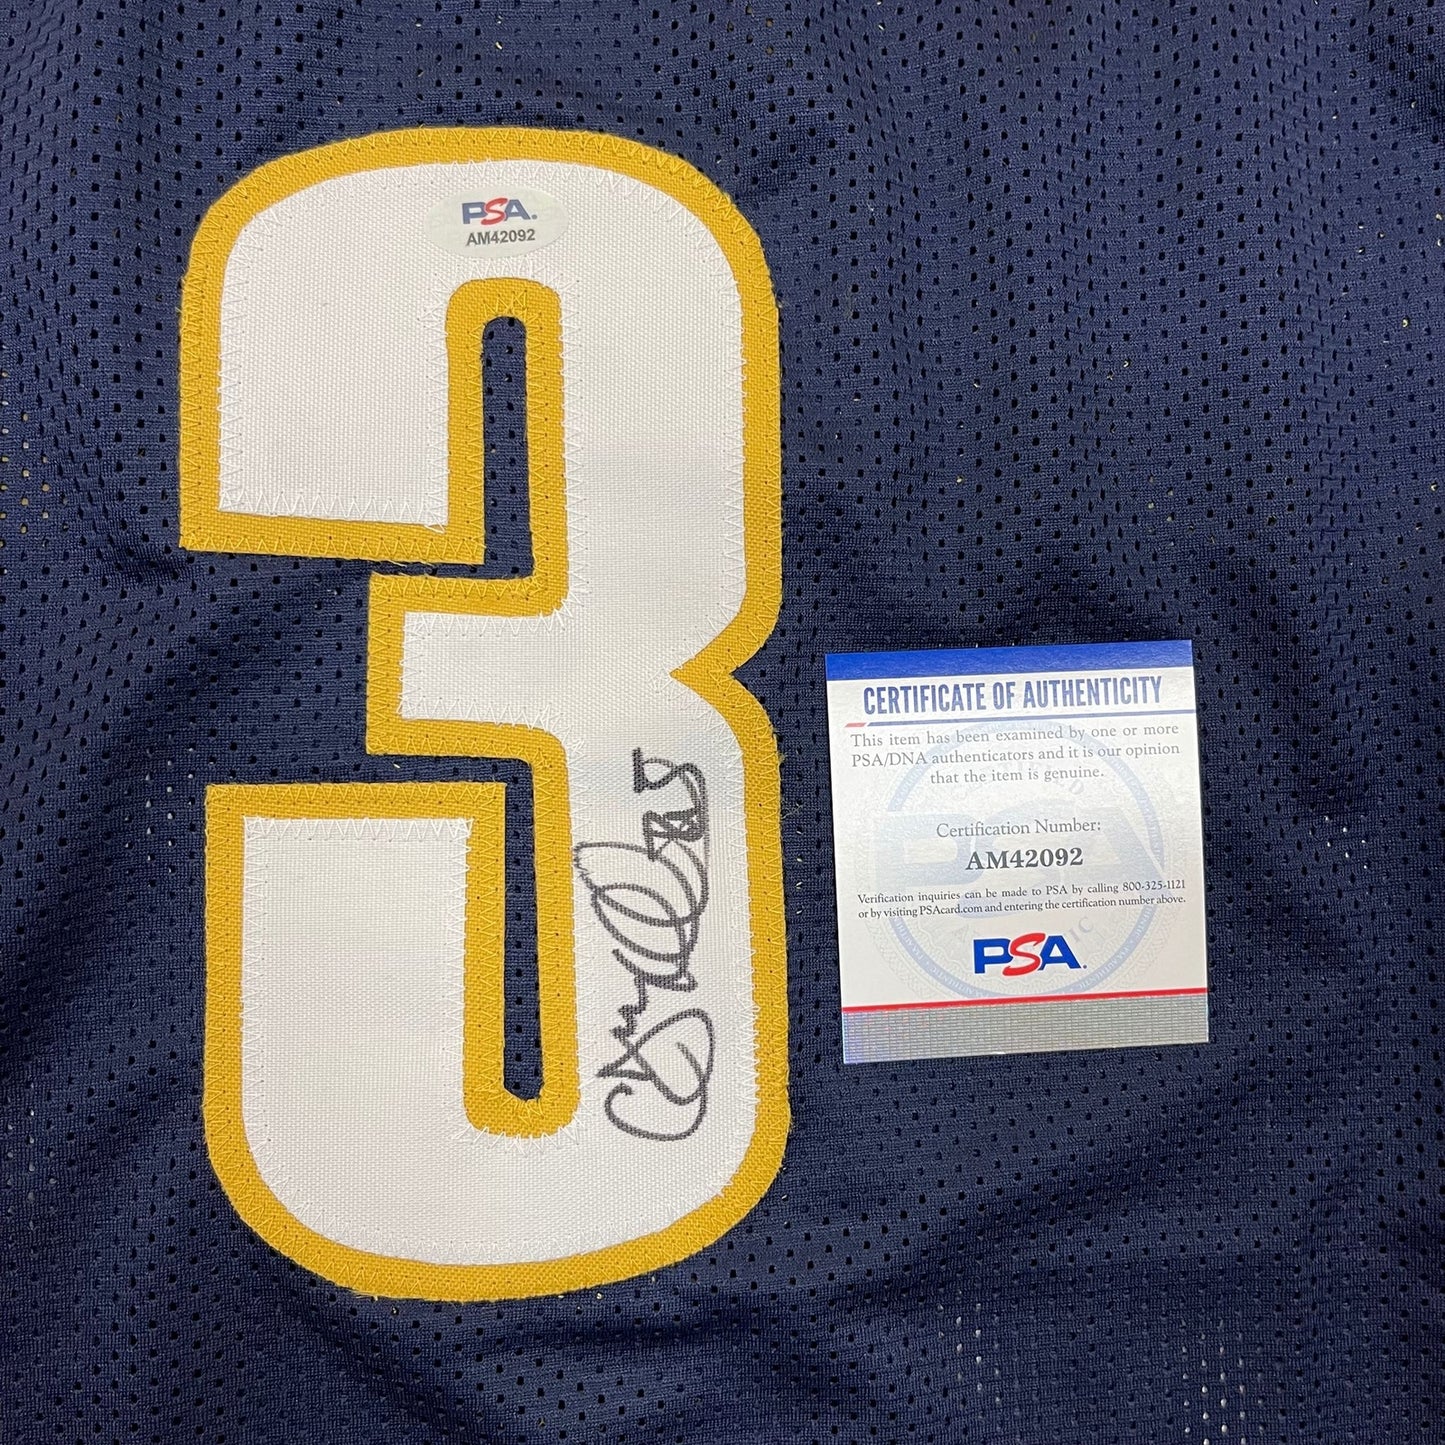 PSA.
AM42092
3
CERTIFICATE OF AUTHENTICITY
This item has been examined by one or more
PSA/DNA authenticators and it is our opinion
that the item is genuine.
Certification Number:
AM42092
Verification inquiries can be made to PSA by calling 800-325-1121
or by visiting PSAcard.com and entering the certification number above.
PSA.